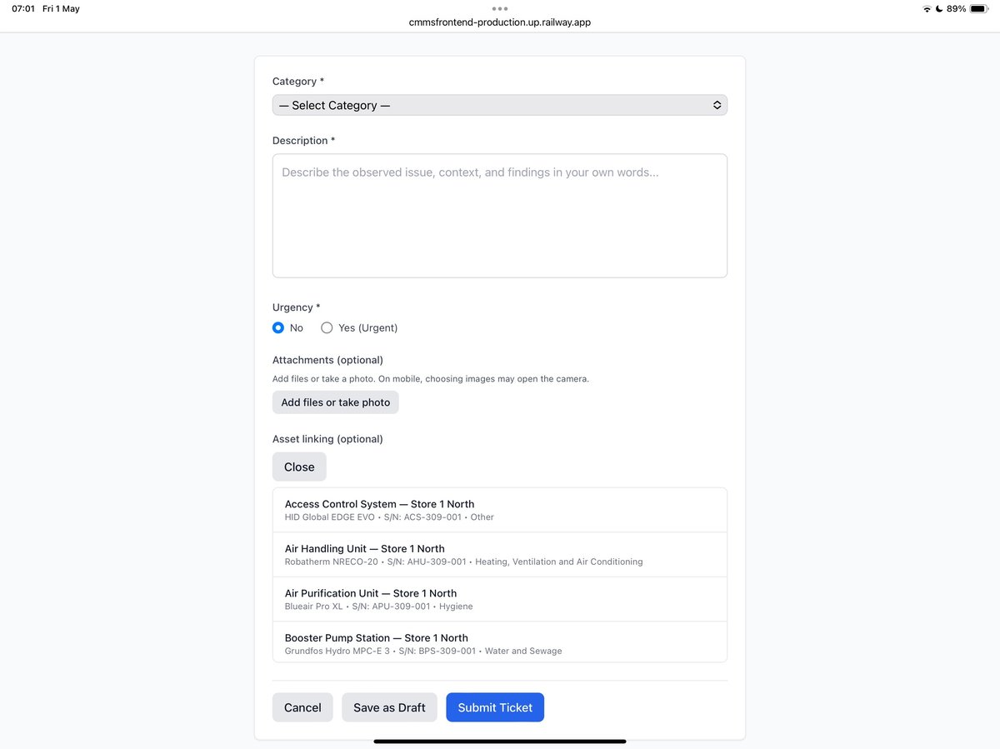 07:01 Fri 1 May
89%
cmmsfrontend-production.up.railway.app
Category *
— Select Category —
Description *
Describe the observed issue, context, and findings in your own words...
Urgency *
No
Yes (Urgent)
Attachments (optional)
Add files or take a photo. On mobile, choosing images may open the camera.
Add files or take photo
Asset linking (optional)
Close
Access Control System — Store 1 North
HID Global EDGE EVO • S/N: ACS-309-001 • Other
Air Handling Unit — Store 1 North
Robatherm NRECO-20 • S/N: AHU-309-001 • Heating, Ventilation and Air Conditioning
Air Purification Unit — Store 1 North
Blueair Pro XL • S/N: APU-309-001 • Hygiene
Booster Pump Station — Store 1 North
Grundfos Hydro MPC-E 3 • S/N: BPS-309-001 • Water and Sewage
Cancel
Save as Draft
Submit Ticket